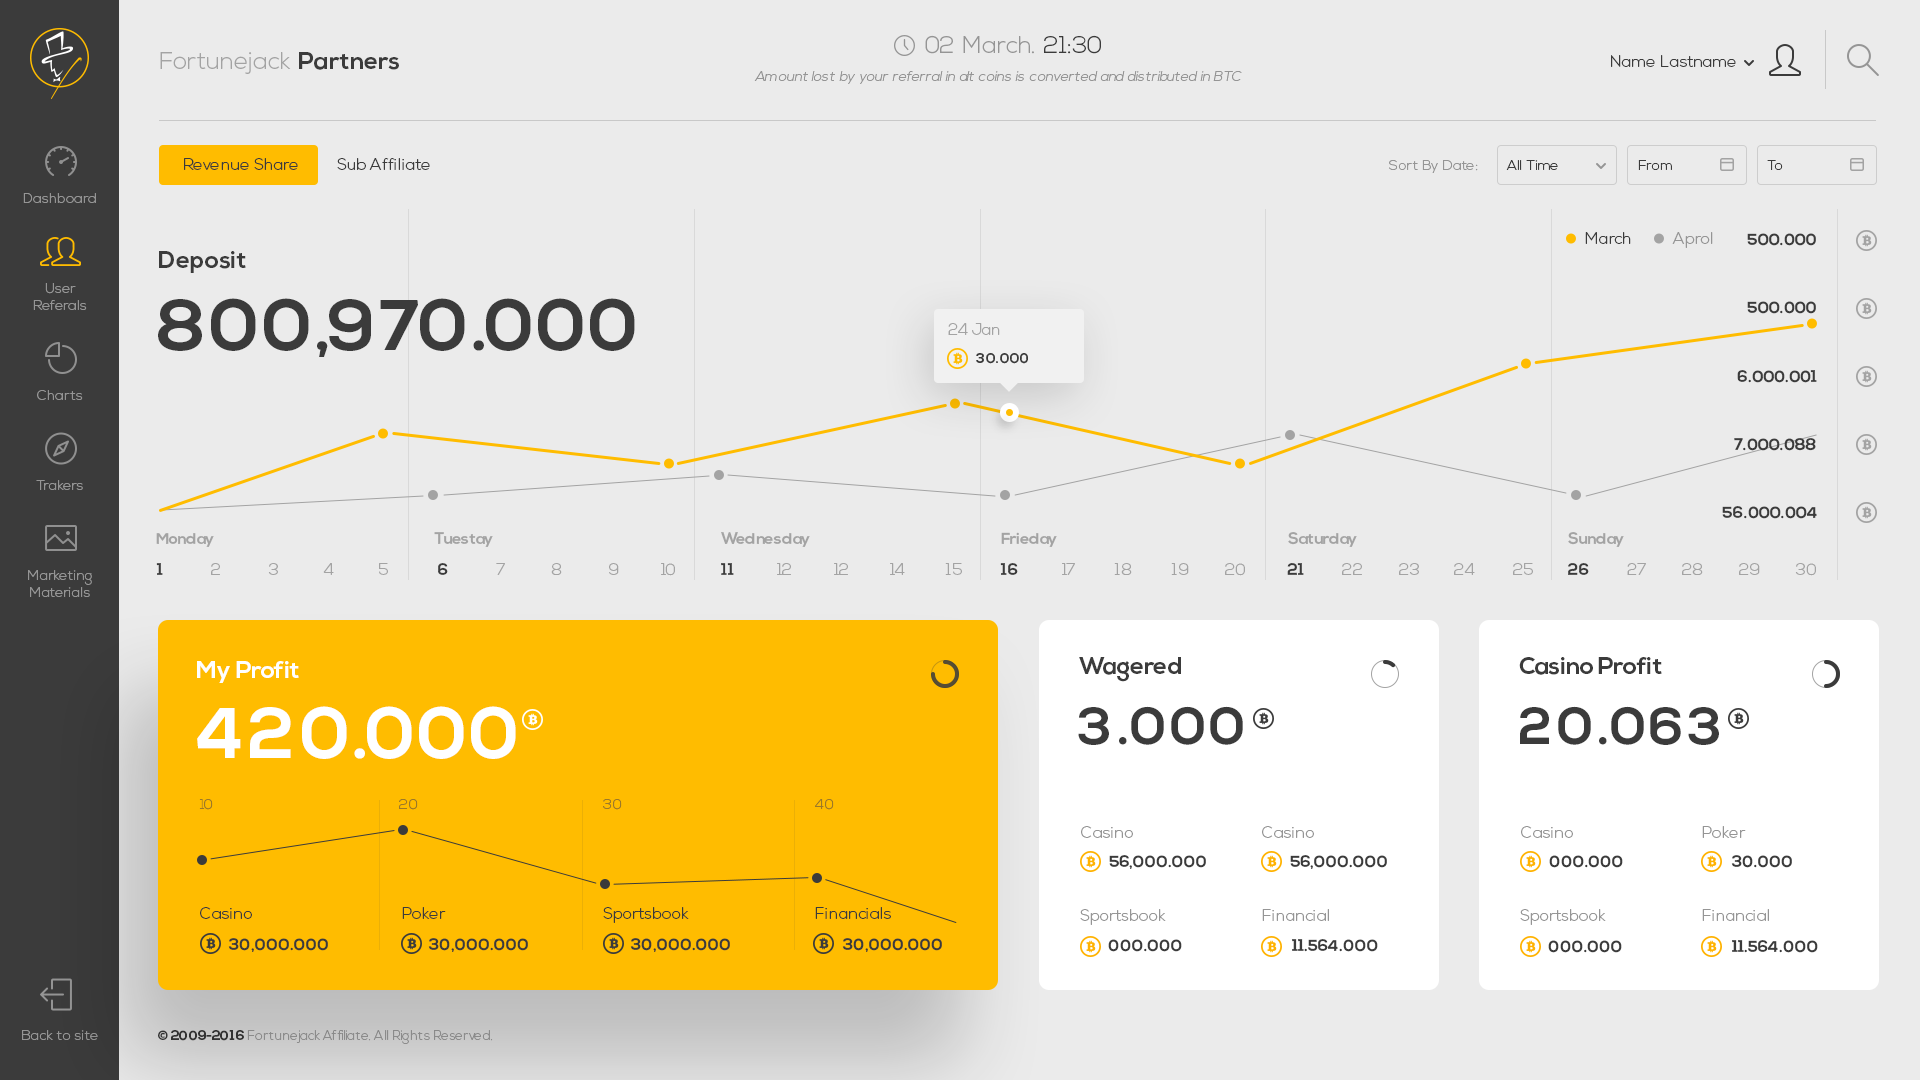 Fortunejack Partners
02 March. 21:30
Amount lost by your referral in alt coins is converted and distributed in BTC
Name Lastname
Dashboard
User
Referals
Charts
Trakers
Marketing
Materials
Back to site
Revenue Share
Sub Affiliate
Sort By Date:
All Time
From
To
Deposit
800,970.000
March
Aprol
500.000
500.000
6.000.001
7.000.088
56.000.004
24 Jan
30.000
Monday Tuestay Wednesday Frieday Saturday Sunday
1 2 3 4 5 6 7 8 9 10 11 12 12 14 15 16 17 18 19 20 21 22 23 24 25 26 27 28 29 30
My Profit
420.000
10 20 30 40
Casino Poker Sportsbook Financials
30,000.000 30,000.000 30,000.000 30,000.000
Wagered
3.000
Casino Casino
56,000.000 56,000.000
Sportsbook Financial
000.000 11.564.000
Casino Profit
20.063
Casino Poker
000.000 30.000
Sportsbook Financial
000.000 11.564.000
© 2009-2016 Fortunejack Affiliate. All Rights Reserved.